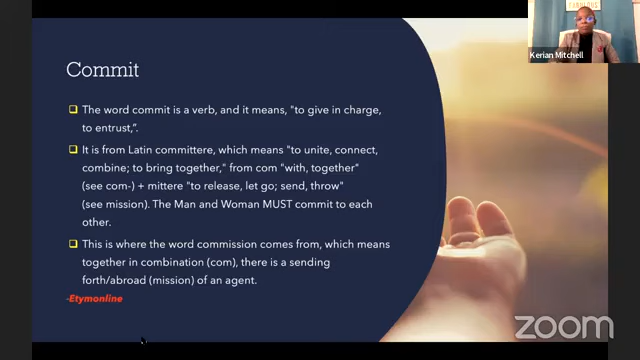 FABULOUS
Kerian Mitchell
Commit
The word commit is a verb, and it means, "to give in charge,
to entrust,".
It is from Latin committere, which means "to unite, connect,
combine; to bring together," from com "with, together"
(see com-) + mittere "to release, let go; send, throw"
(see mission). The Man and Woman MUST commit to each
other.
This is where the word commission comes from, which means
together in combination (com), there is a sending
forth/abroad (mission) of an agent.
-Etymonline
zoom